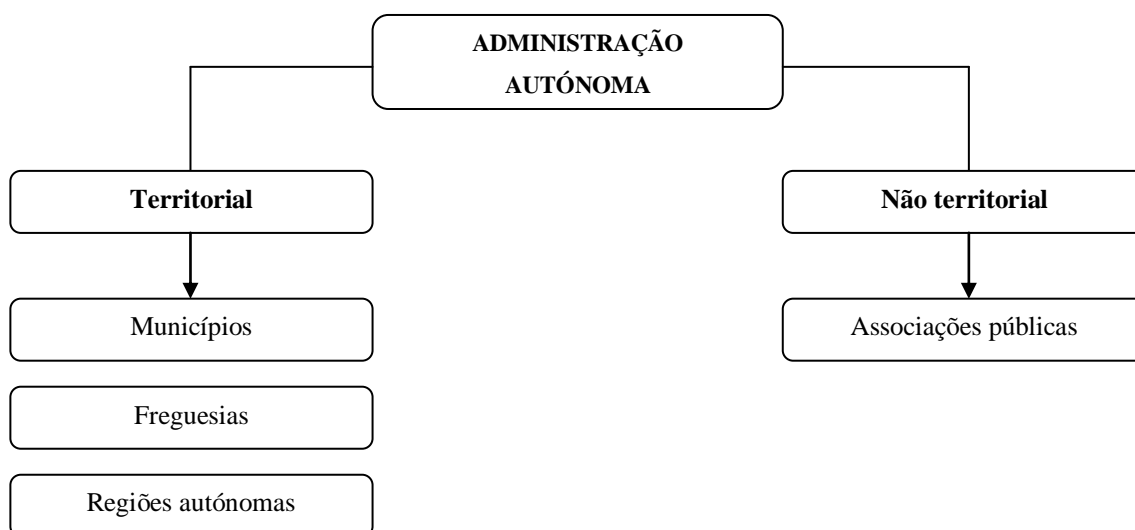 ADMINISTRAÇÃO
AUTÓNOMA
Territorial
Não territorial
Municípios
Associações públicas
Freguesias
Regiões autónomas